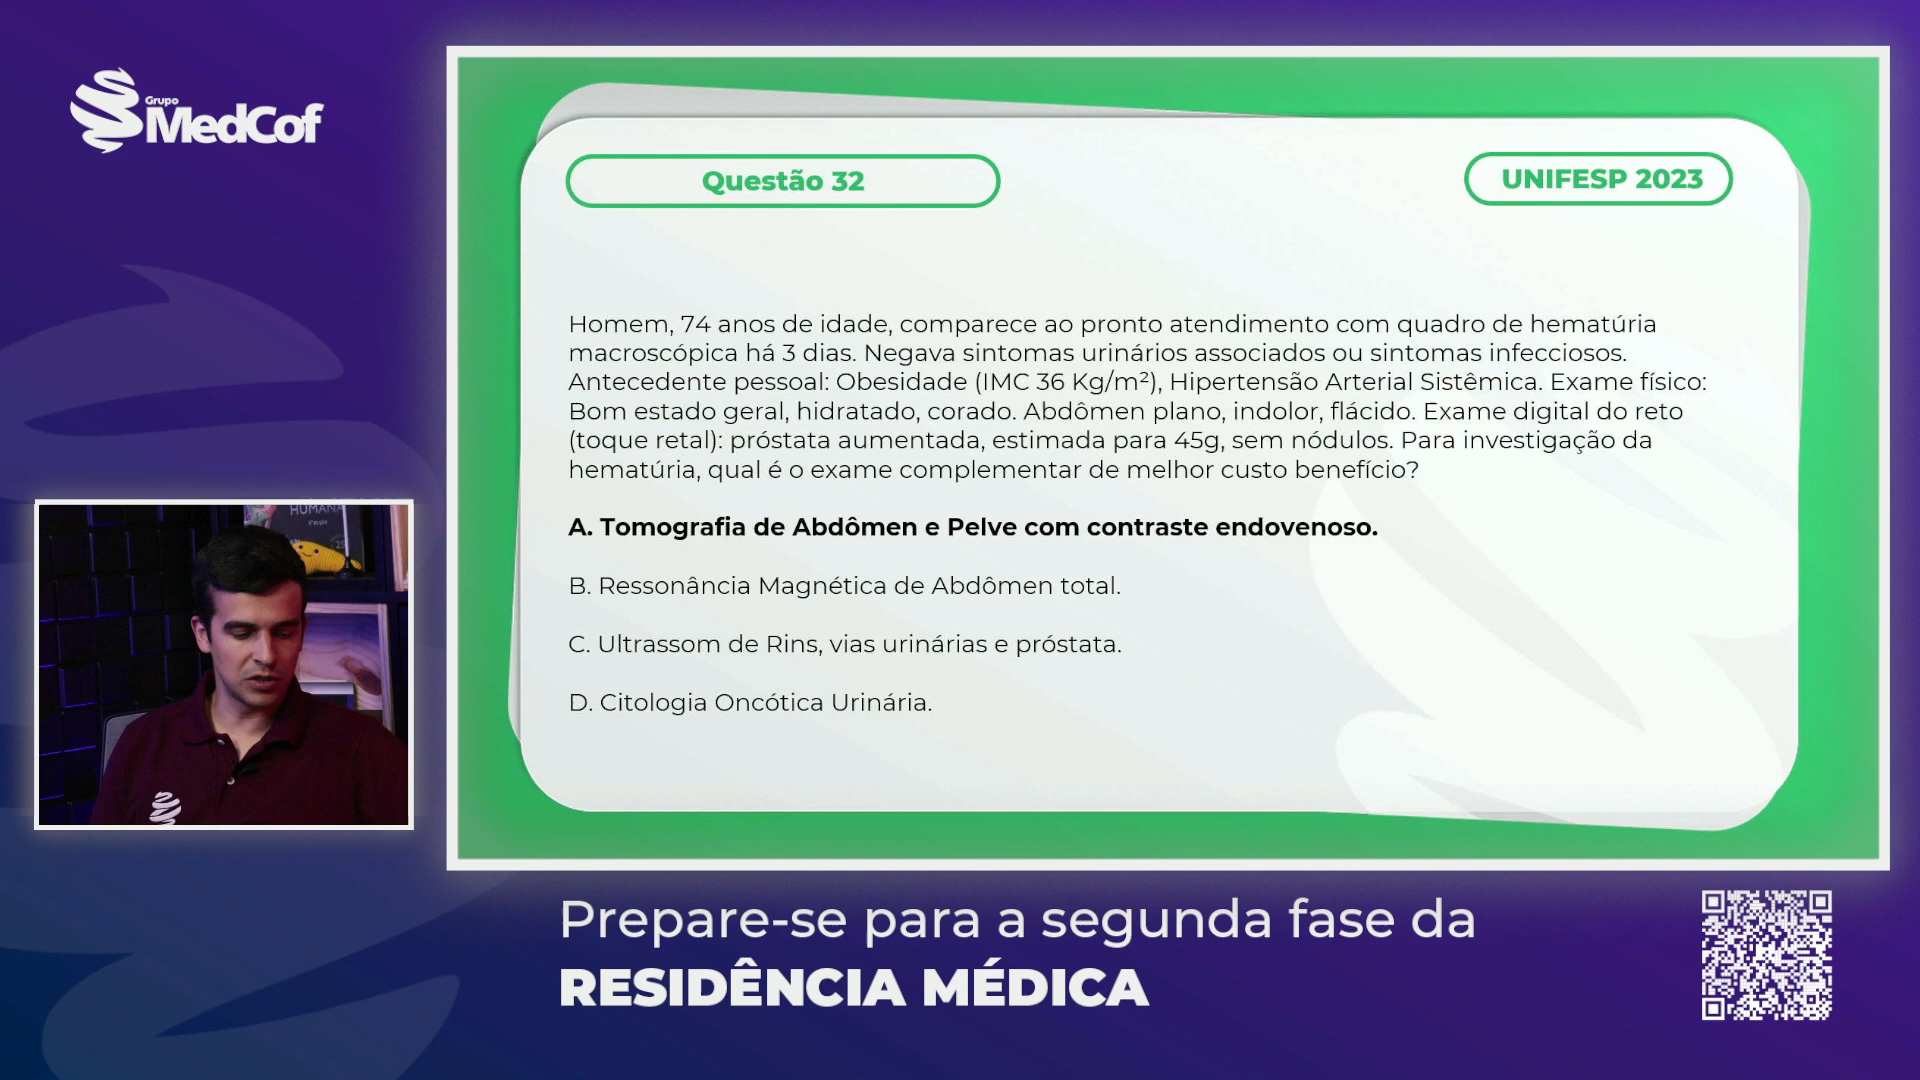 Grupo
MedCof
Questão 32
UNIFESP 2023
Homem, 74 anos de idade, comparece ao pronto atendimento com quadro de hematúria
macroscópica há 3 dias. Negava sintomas urinários associados ou sintomas infecciosos.
Antecedente pessoal: Obesidade (IMC 36 Kg/m²), Hipertensão Arterial Sistêmica. Exame físico:
Bom estado geral, hidratado, corado. Abdômen plano, indolor, flácido. Exame digital do reto
(toque retal): próstata aumentada, estimada para 45g, sem nódulos. Para investigação da
hematúria, qual é o exame complementar de melhor custo benefício?
A. Tomografia de Abdômen e Pelve com contraste endovenoso.
B. Ressonância Magnética de Abdômen total.
C. Ultrassom de Rins, vias urinárias e próstata.
D. Citologia Oncótica Urinária.
HUMANA
Prepare-se para a segunda fase da
RESIDÊNCIA MÉDICA